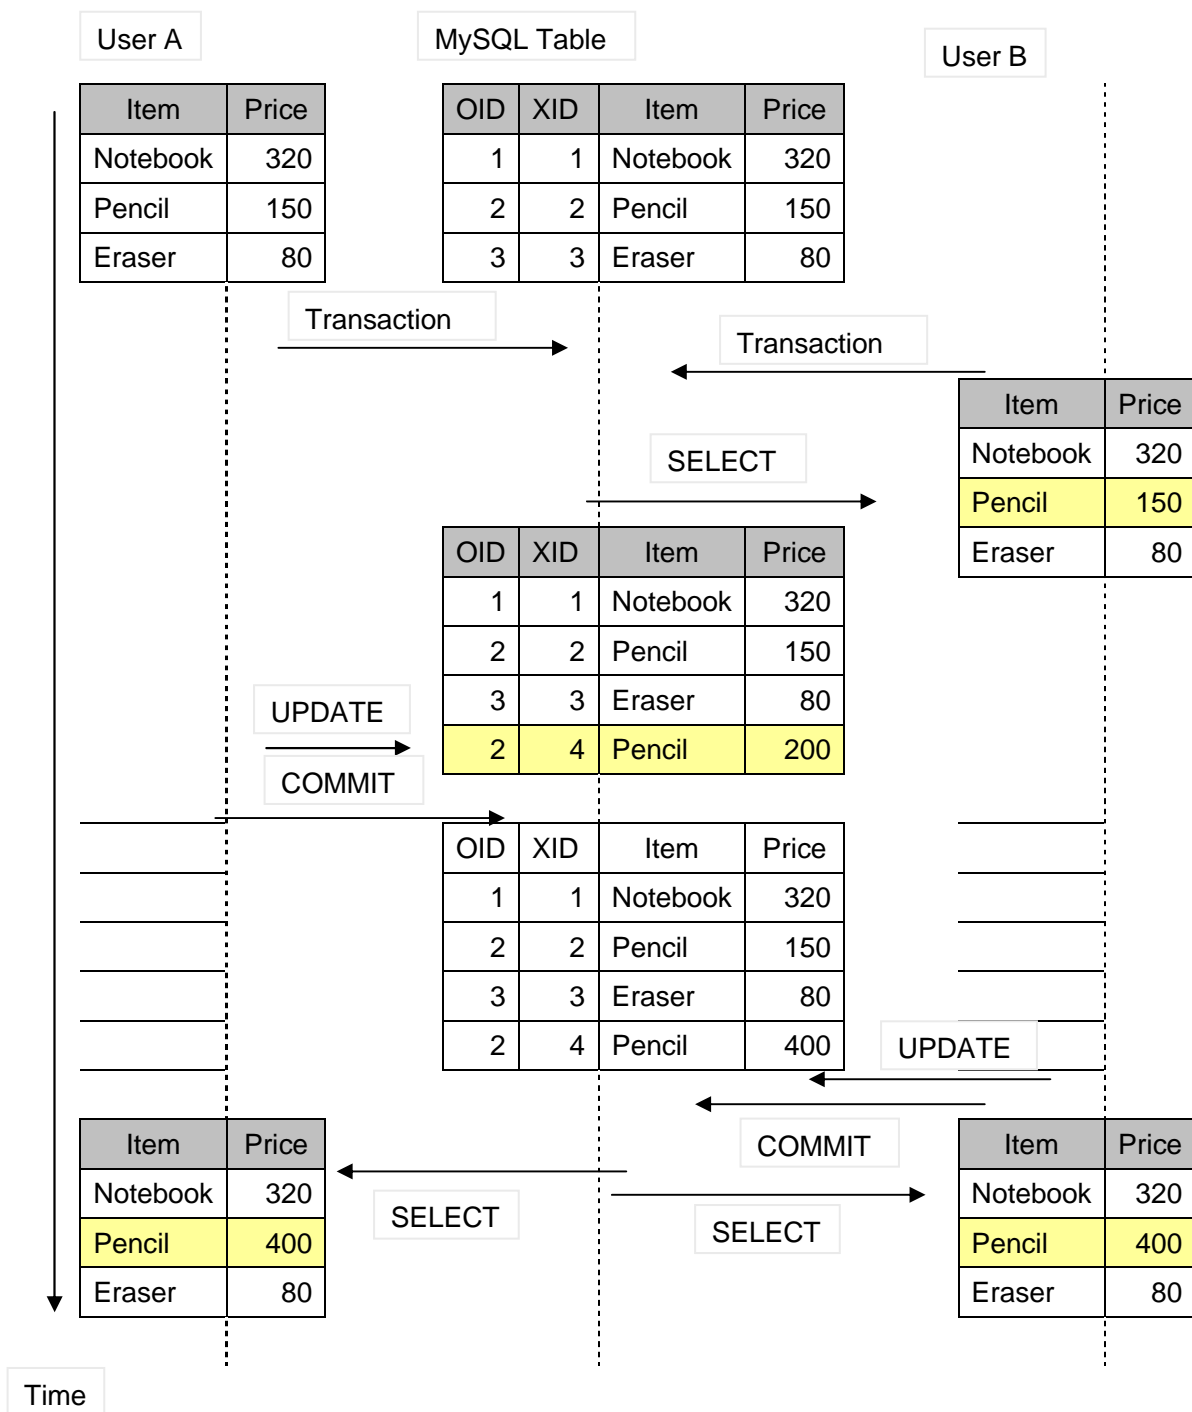 User A
MySQL Table
User B
Item Price
Notebook 320
Pencil 150
Eraser 80
OID XID Item Price
1 1 Notebook 320
2 2 Pencil 150
3 3 Eraser 80
Transaction
Transaction
Item Price
Notebook 320
Pencil 150
Eraser 80
SELECT
OID XID Item Price
1 1 Notebook 320
2 2 Pencil 150
3 3 Eraser 80
2 4 Pencil 200
UPDATE
COMMIT
OID XID Item Price
1 1 Notebook 320
2 2 Pencil 150
3 3 Eraser 80
2 4 Pencil 400
UPDATE
COMMIT
Item Price
Notebook 320
Pencil 400
Eraser 80
SELECT
SELECT
Item Price
Notebook 320
Pencil 400
Eraser 80
Time